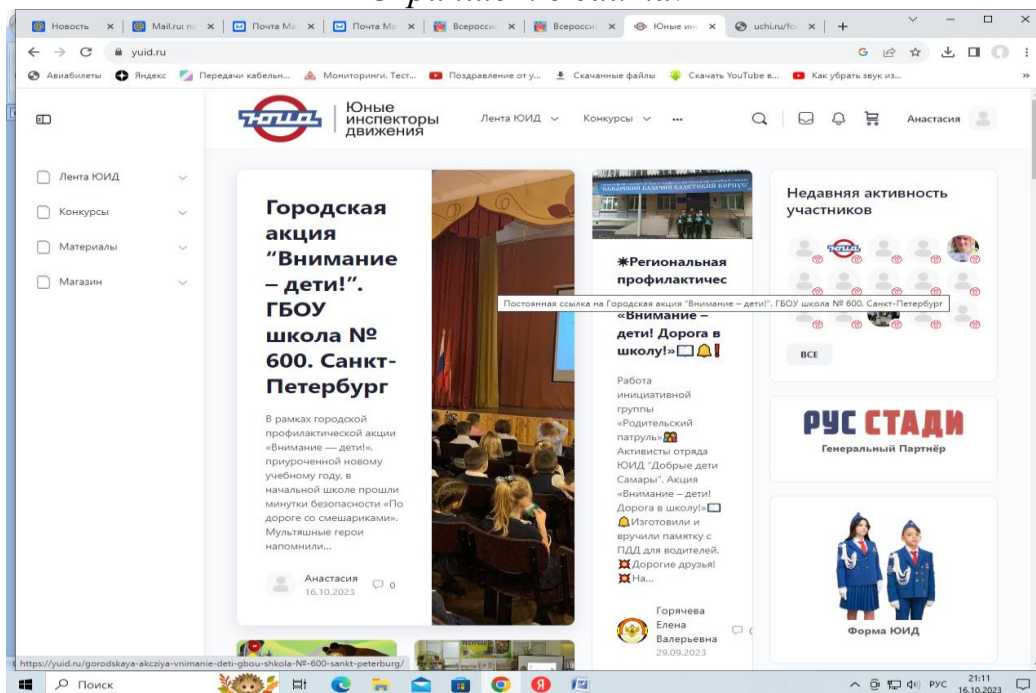 Новость
Mail.ru: по
Почта Ma
Почта Ma
Всеросси
Всеросси
Юные ин
uchi.ru/fo
yuid.ru
Авиабилеты
Яндекс
Передачи кабельн...
Мониторинги. Тест...
Поздравление от у...
Скачанные файлы
Скачать YouTube в...
Как убрать звук из...
ЮИД
Юные
инспекторы
движения
Лента ЮИД
Конкурсы
Анастасия
Лента ЮИД
Конкурсы
Материалы
Магазин
Городская
акция
“Внимание
– дети!”.
ГБОУ
школа №
600. Санкт-
Петербург
В рамках городской
профилактической акции
«Внимание — дети!»,
приуроченной новому
учебному году, в
начальной школе прошли
минутки безопасности «По
дороге со смешариками».
Мультяшные герои
напомнили...
Анастасия
16.10.2023
0
Региональная
профилактичес
Постоянная ссылка на Городская акция “Внимание – дети!”. ГБОУ школа № 600. Санкт-Петербург
«Внимание –
дети! Дорога в
школу!»
Работа
инициативной
группы
«Родительский
патруль»
Активисты отряда
ЮИД "Добрые дети
Самары". Акция
«Внимание – дети!
Дорога в школу!»
Изготовили и
вручили памятку с
ПДД для водителей.
Дорогие друзья!
На...
Горячева
Елена
Валерьевна
29.09.2023
Недавняя активность
участников
ВСЕ
РУС СТАДИ
Генеральный Партнёр
Форма ЮИД
https://yuid.ru/gorodskaya-akcziya-vnimanie-deti-gbou-shkola-№-600-sankt-peterburg/
Поиск
РУС
21:11
16.10.2023